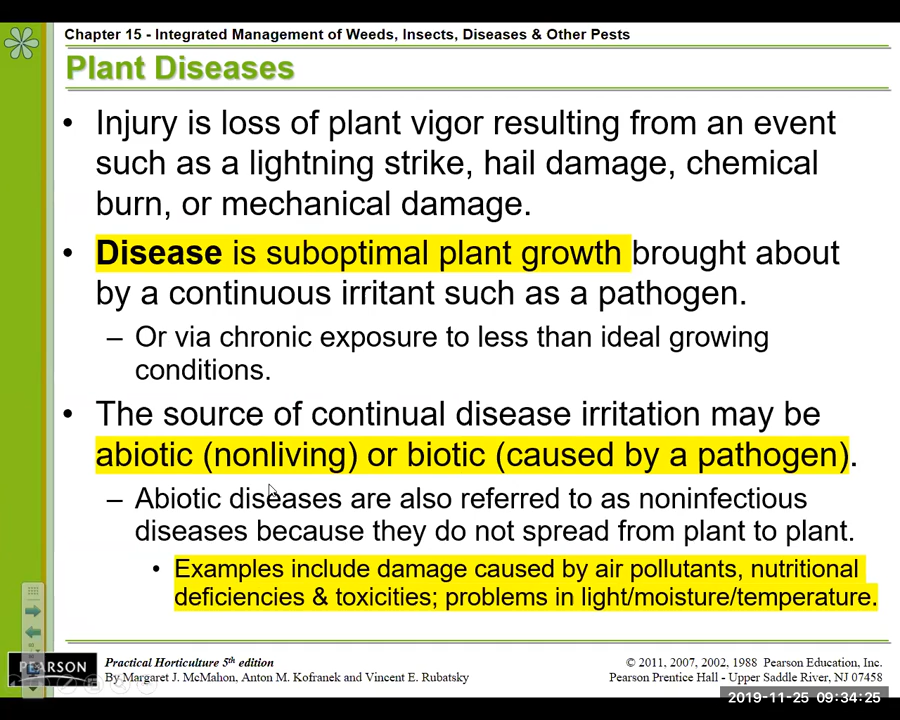 Chapter 15 - Integrated Management of Weeds, Insects, Diseases & Other Pests
Plant Diseases
• Injury is loss of plant vigor resulting from an event
such as a lightning strike, hail damage, chemical
burn, or mechanical damage.
• Disease is suboptimal plant growth brought about
by a continuous irritant such as a pathogen.
– Or via chronic exposure to less than ideal growing
conditions.
• The source of continual disease irritation may be
abiotic (nonliving) or biotic (caused by a pathogen).
– Abiotic diseases are also referred to as noninfectious
diseases because they do not spread from plant to plant.
• Examples include damage caused by air pollutants, nutritional
deficiencies & toxicities; problems in light/moisture/temperature.
PEARSON
Practical Horticulture 5th edition
By Margaret J. McMahon, Anton M. Kofranek and Vincent E. Rubatsky
© 2011, 2007, 2002, 1988 Pearson Education, Inc.
Pearson Prentice Hall - Upper Saddle River, NJ 07458
2019-11-25 09:34:25